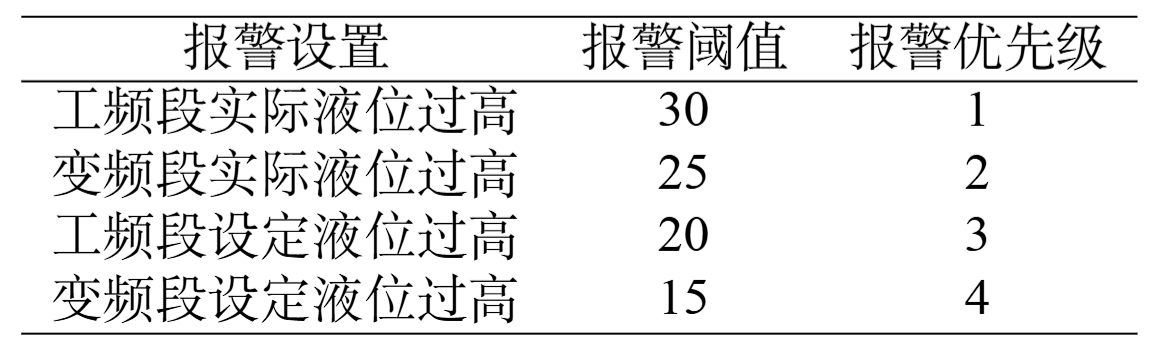 报警设置 报警阈值 报警优先级
工频段实际液位过高 30 1
变频段实际液位过高 25 2
工频段设定液位过高 20 3
变频段设定液位过高 15 4